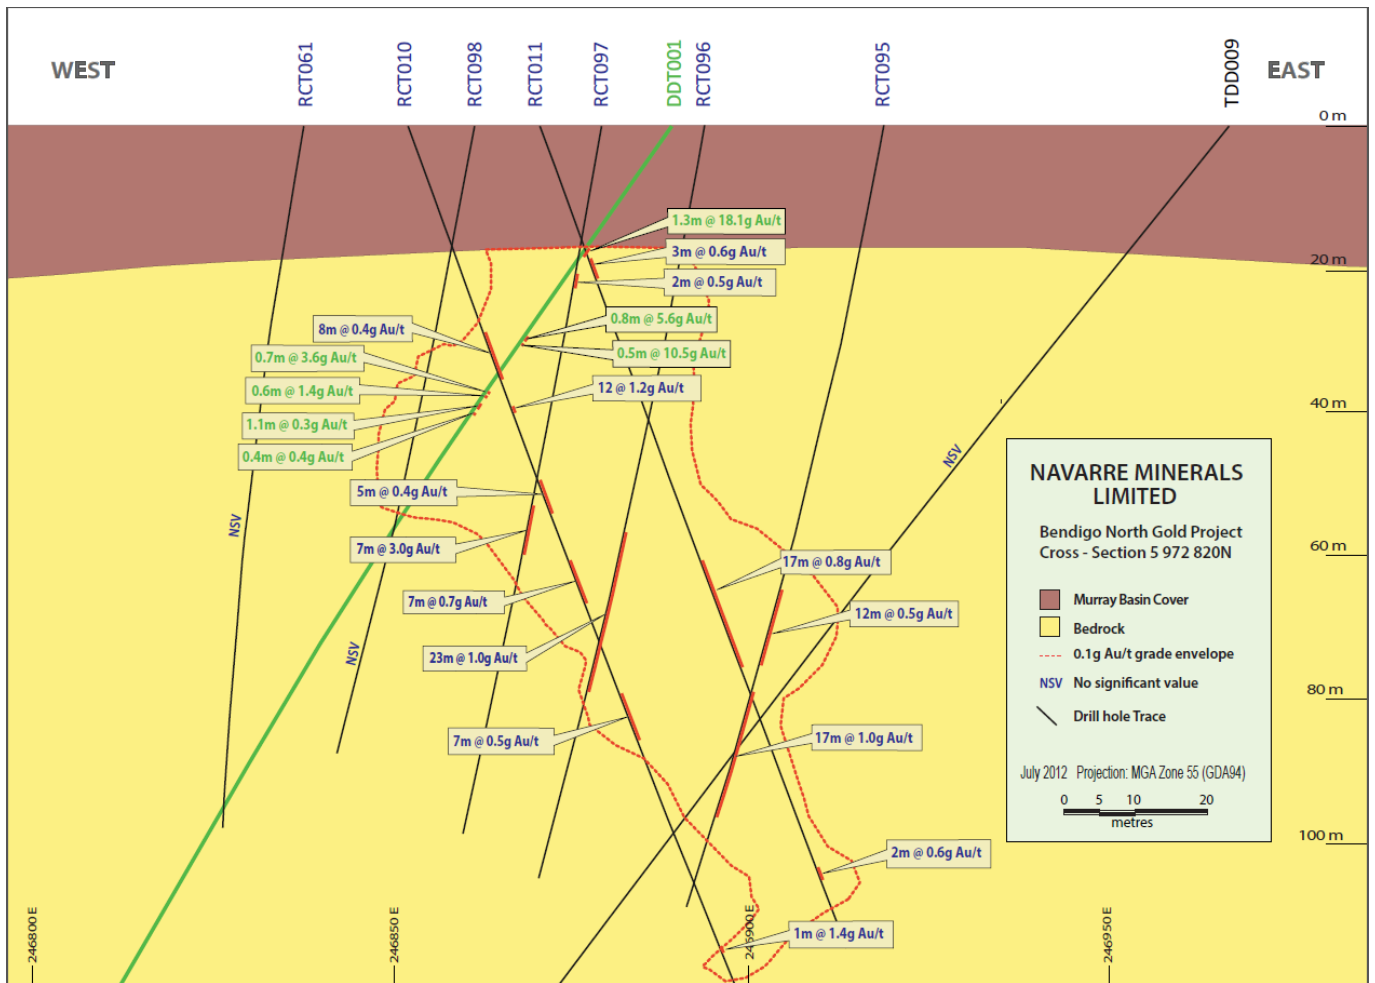 WEST
RCT061
RCT010
RCT098
RCT011
RCT097
DDT001
RCT096
RCT095
TDD009
EAST
0 m
1.3m @ 18.1g Au/t
3m @ 0.6g Au/t
20 m
2m @ 0.5g Au/t
0.8m @ 5.6g Au/t
8m @ 0.4g Au/t
0.5m @ 10.5g Au/t
0.7m @ 3.6g Au/t
12 @ 1.2g Au/t
0.6m @ 1.4g Au/t
40 m
1.1m @ 0.3g Au/t
0.4m @ 0.4g Au/t
NSV
5m @ 0.4g Au/t
NSV
7m @ 3.0g Au/t
60 m
17m @ 0.8g Au/t
7m @ 0.7g Au/t
12m @ 0.5g Au/t
NSV
23m @ 1.0g Au/t
80 m
7m @ 0.5g Au/t
17m @ 1.0g Au/t
100 m
2m @ 0.6g Au/t
1m @ 1.4g Au/t
246800 E
246850 E
246900 E
246950 E
NAVARRE MINERALS
LIMITED
Bendigo North Gold Project
Cross - Section 5 972 820N
Murray Basin Cover
Bedrock
0.1g Au/t grade envelope
NSV No significant value
Drill hole Trace
July 2012 Projection: MGA Zone 55 (GDA94)
0 5 10 20
metres